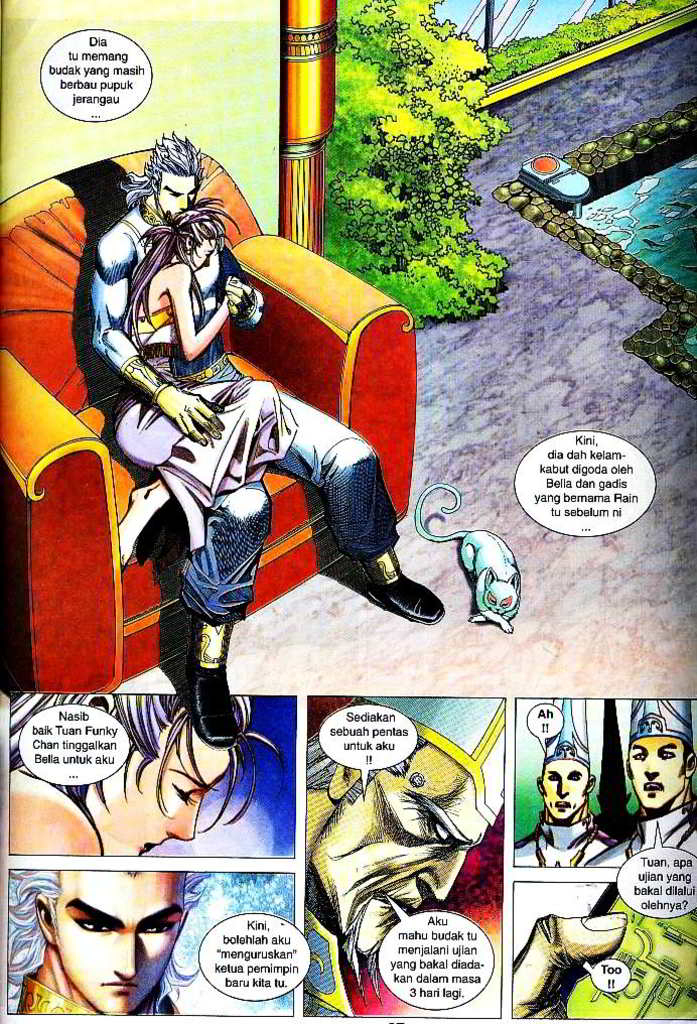 Dia
tu memang
budak yang masih
berbau pupuk
jerangau
...
Kini,
dia dah kelam-
kabut digoda oleh
Bella dan gadis
yang bernama Rain
tu sebelum ni
...
Nasib
baik Tuan Funky
Chan tinggalkan
Bella untuk aku
...
Kini,
bolehlah aku
"menguruskan"
ketua pemimpin
baru kita tu.
Sediakan
sebuah pentas
untuk aku
!!
Aku
mahu budak tu
menjalani ujian
yang bakal diada-
kan dalam masa
3 hari lagi.
Ah
!!
Tuan, apa
ujian yang
bakal dilalui
olehnya?
Too
!!